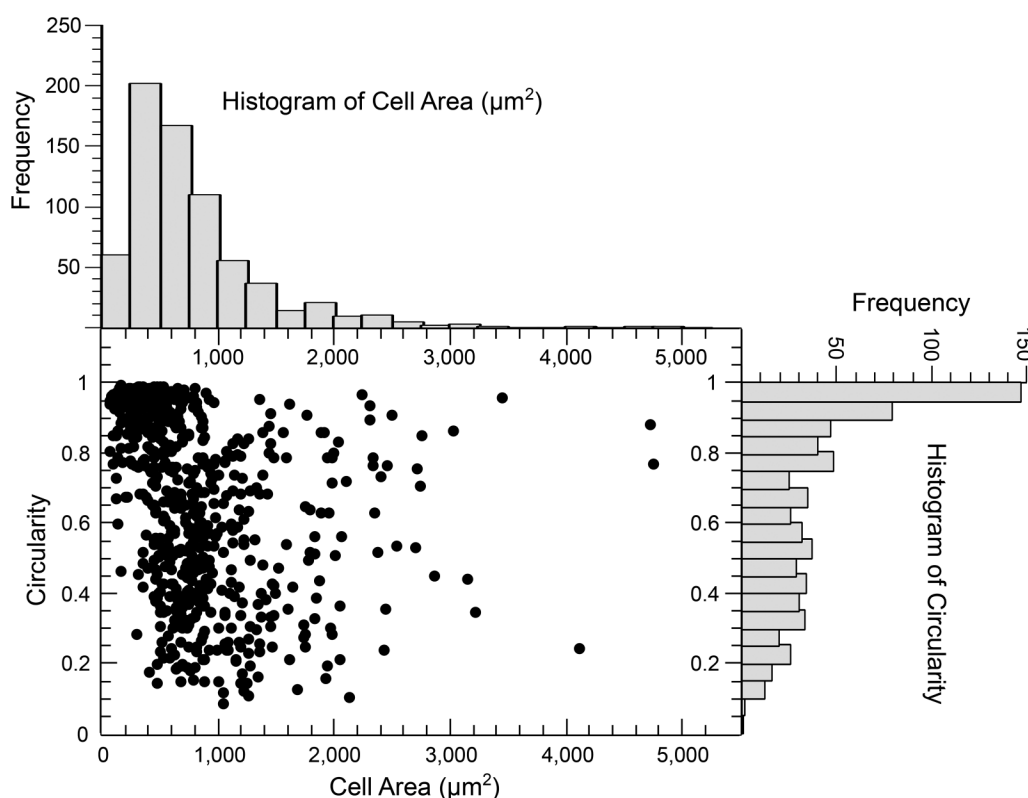 250
200
150
100
50
Frequency
Histogram of Cell Area (µm²)
1,000 2,000 3,000 4,000 5,000
Frequency
50 100 150
1
0.8
0.6
0.4
0.2
0
Circularity
1
0.8
0.6
0.4
0.2
Histogram of Circularity
0 1,000 2,000 3,000 4,000 5,000
Cell Area (µm²)